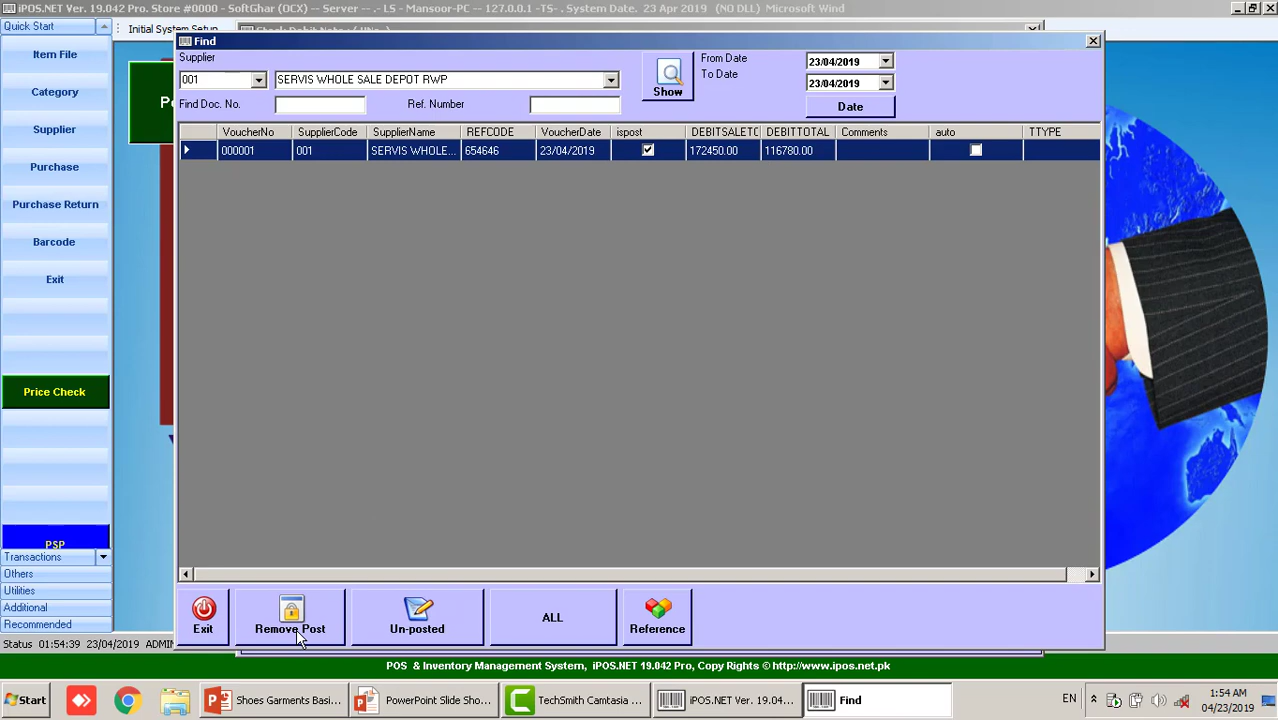 iPOS.NET Ver. 19.042 Pro. Store #0000 - SoftGhar (OCX) -- Server -- .- LS - Mansoor-PC -- 127.0.0.1 -TS- . System Date. 23 Apr 2019 (NO DLL) Microsoft Wind
Quick Start
Initial System Setup
Item File
Category
Supplier
Purchase
Purchase Return
Barcode
Exit
Price Check
PSP
Transactions
Others
Utilities
Additional
Recommended
Find
Supplier
001
SERVIS WHOLE SALE DEPOT RWP
Find Doc. No.
Ref. Number
Show
From Date
23/04/2019
To Date
23/04/2019
Date
VoucherNo SupplierCode SupplierName REFCODE VoucherDate ispost DEBITSALETC DEBITTOTAL Comments auto TTYPE
000001 001 SERVIS WHOLE... 654646 23/04/2019 172450.00 116780.00
Exit
Remove Post
Un-posted
ALL
Reference
Status : 01:54:39 23/04/2019
POS & Inventory Management System, iPOS.NET 19.042 Pro, Copy Rights © http://www.ipos.net.pk
Start
Shoes Garments Basi...
PowerPoint Slide Sho...
TechSmith Camtasia ...
iPOS.NET Ver. 19.04...
Find
EN
1:54 AM
04/23/2019